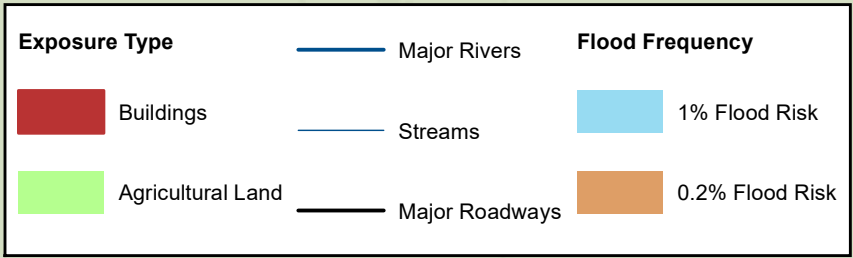 Exposure Type
Buildings
Agricultural Land
Major Rivers
Streams
Major Roadways
Flood Frequency
1% Flood Risk
0.2% Flood Risk